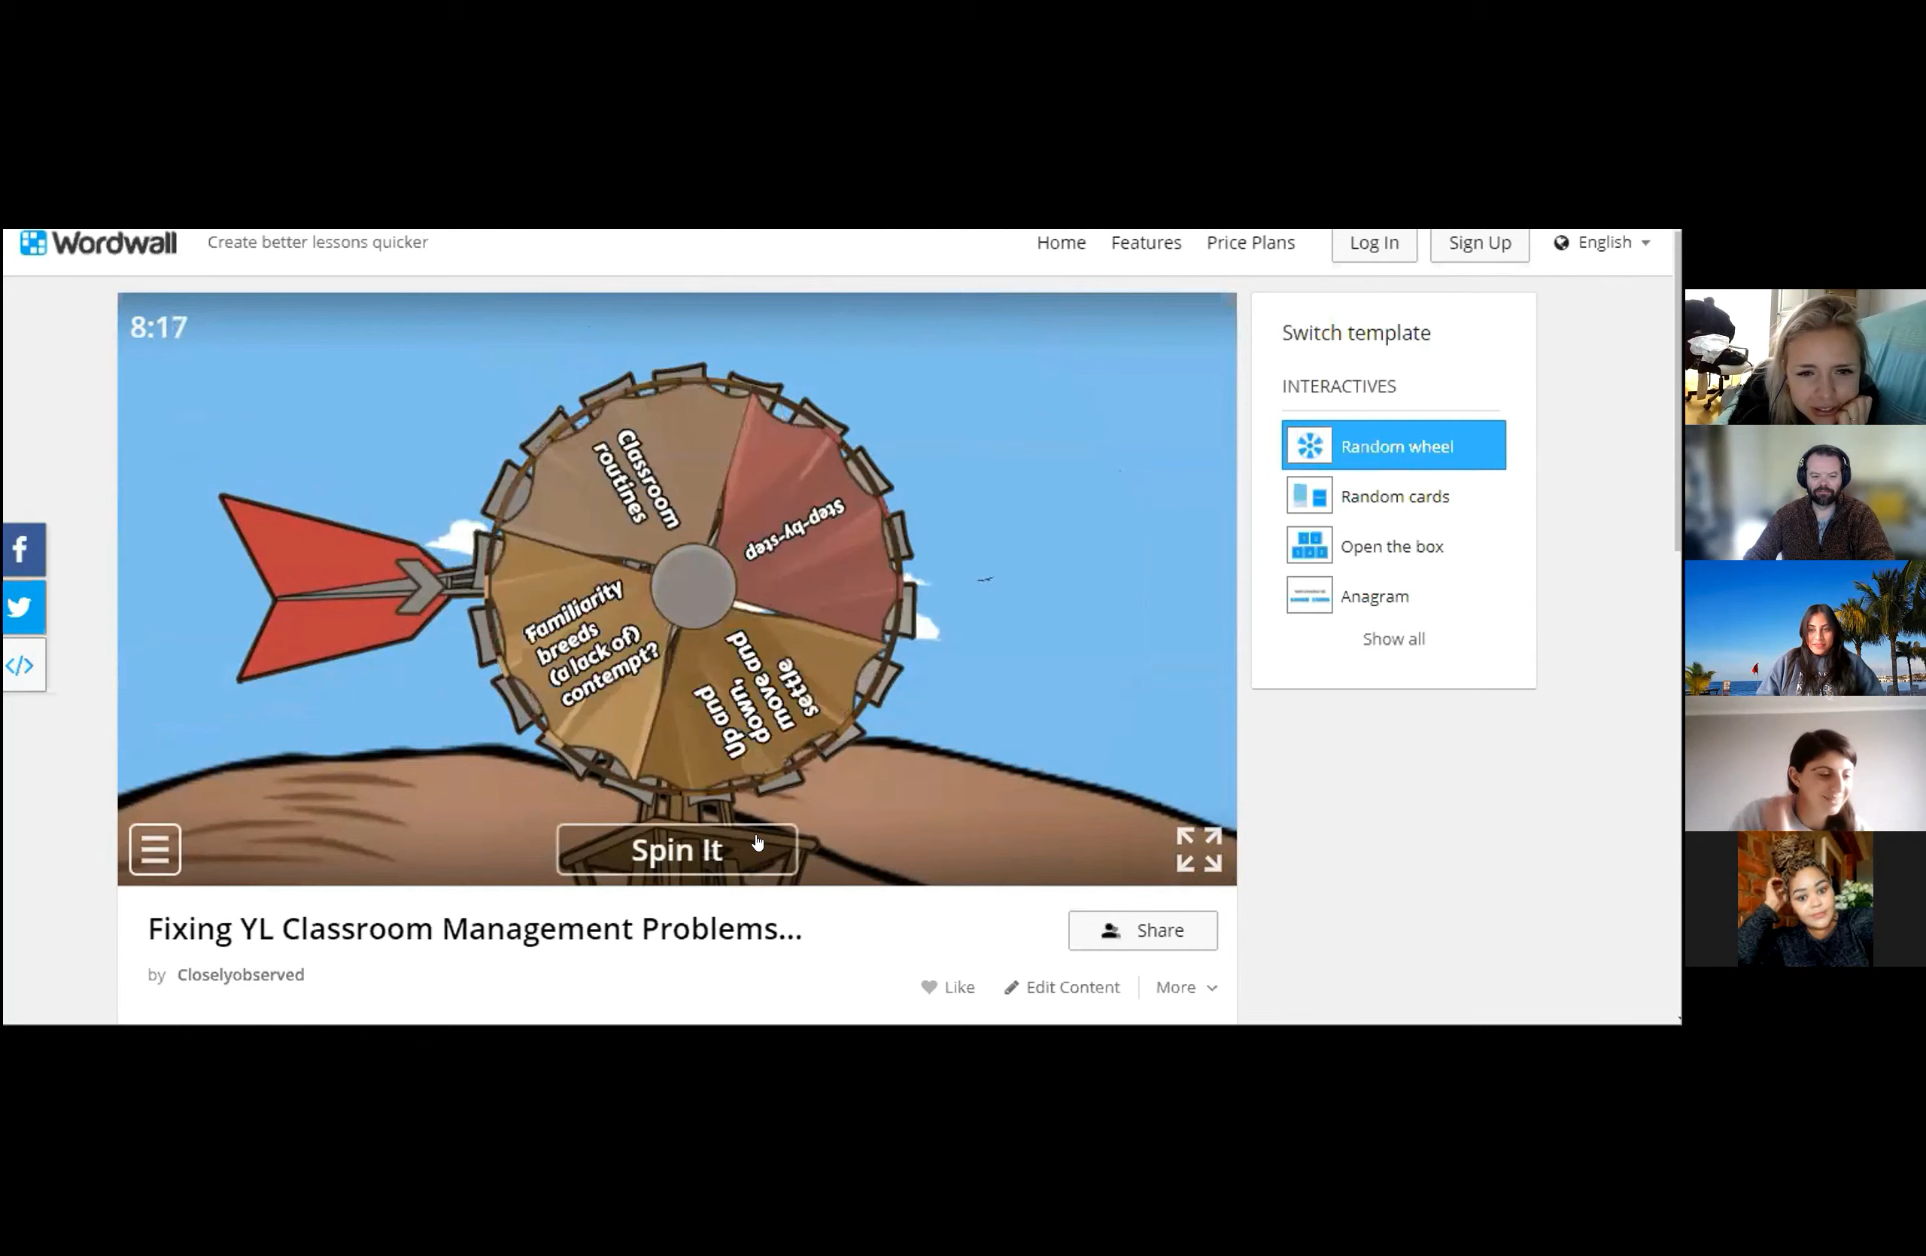 Wordwall
Create better lessons quicker
Home
Features
Price Plans
Log In
Sign Up
English
8:17
Classroom
routines
Step-by-step
Familiarity
breeds
(a lack of)
contempt?
Up and
down,
move and
settle
Spin It
Switch template
INTERACTIVES
Random wheel
Random cards
Open the box
Anagram
Show all
f
</>
Fixing YL Classroom Management Problems...
Share
by Closelyobserved
Like
Edit Content
More